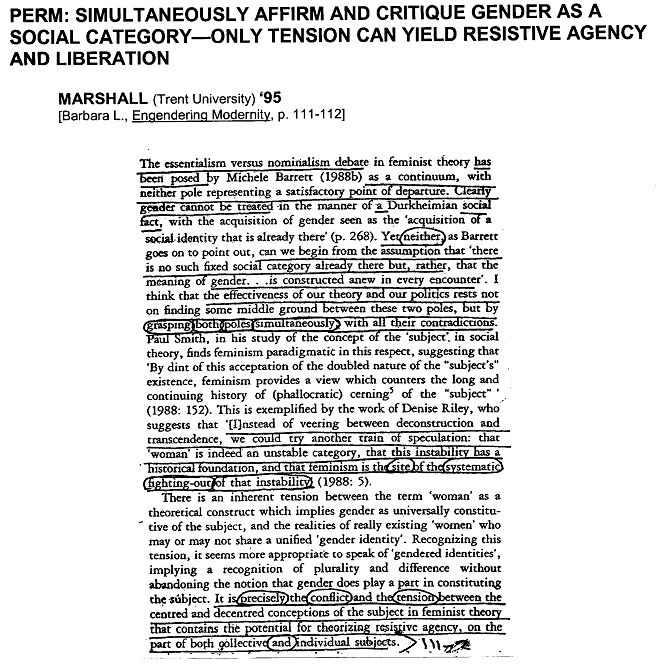 PERM: SIMULTANEOUSLY AFFIRM AND CRITIQUE GENDER AS A
SOCIAL CATEGORY—ONLY TENSION CAN YIELD RESISTIVE AGENCY
AND LIBERATION
MARSHALL (Trent University) '95
[Barbara L., Engendering Modernity, p. 111-112]
The essentialism versus nominalism debate in feminist theory has
been posed by Michele Barrett (1988b) as a continuum, with
neither pole representing a satisfactory point of departure. Clearly
gender cannot be treated in the manner of a Durkheimian social
fact, with the acquisition of gender seen as the 'acquisition of a
social identity that is already there' (p. 268). Yet neither, as Barrett
goes on to point out, can we begin from the assumption that 'there
is no such fixed social category already there but, rather, that the
meaning of gender. . .is constructed anew in every encounter'. I
think that the effectiveness of our theory and our politics rests not
on finding some middle ground between these two poles, but by
grasping both poles simultaneously with all their contradictions.
Paul Smith, in his study of the concept of the 'subject', in social
theory, finds feminism paradigmatic in this respect, suggesting that
'By dint of this acceptance of the doubled nature of the "subject's"
existence, feminism provides a view which counters the long and
continuing history of (phallocratic) cerning⁵ of the "subject" '
(1988: 152). This is exemplified by the work of Denise Riley, who
suggests that '[I]nstead of veering between deconstruction and
transcendence, we could try another train of speculation: that
'woman' is indeed an unstable category, that this instability has a
historical foundation, and that feminism is the site of the systematic
fighting-out of that instability' (1988: 5).
There is an inherent tension between the term 'woman' as a
theoretical construct which implies gender as universally constitu-
tive of the subject, and the realities of really existing 'women' who
may or may not share a unified 'gender identity'. Recognizing this
tension, it seems more appropriate to speak of 'gendered identities',
implying a recognition of plurality and difference without
abandoning the notion that gender does play a part in constituting
the subject. It is precisely the conflict and the tension between the
centred and decentred conceptions of the subject in feminist theory
that contains the potential for theorizing resistive agency, on the
part of both collective and individual subjects.